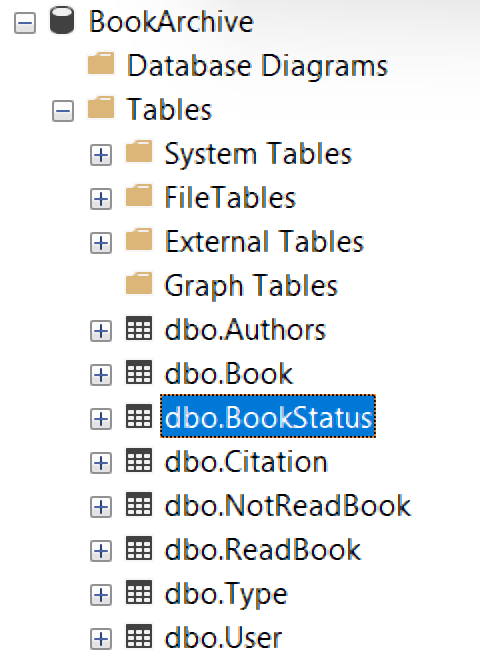 BookArchive
Database Diagrams
Tables
System Tables
FileTables
External Tables
Graph Tables
dbo.Authors
dbo.Book
dbo.BookStatus
dbo.Citation
dbo.NotReadBook
dbo.ReadBook
dbo.Type
dbo.User